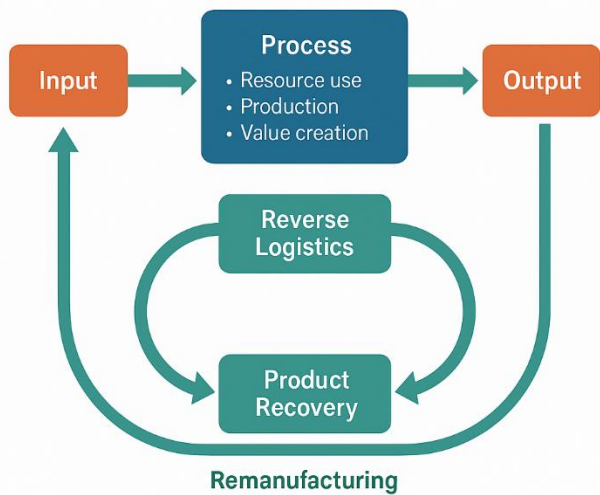 Input
Process
• Resource use
• Production
• Value creation
Output
Reverse
Logistics
Product
Recovery
Remanufacturing